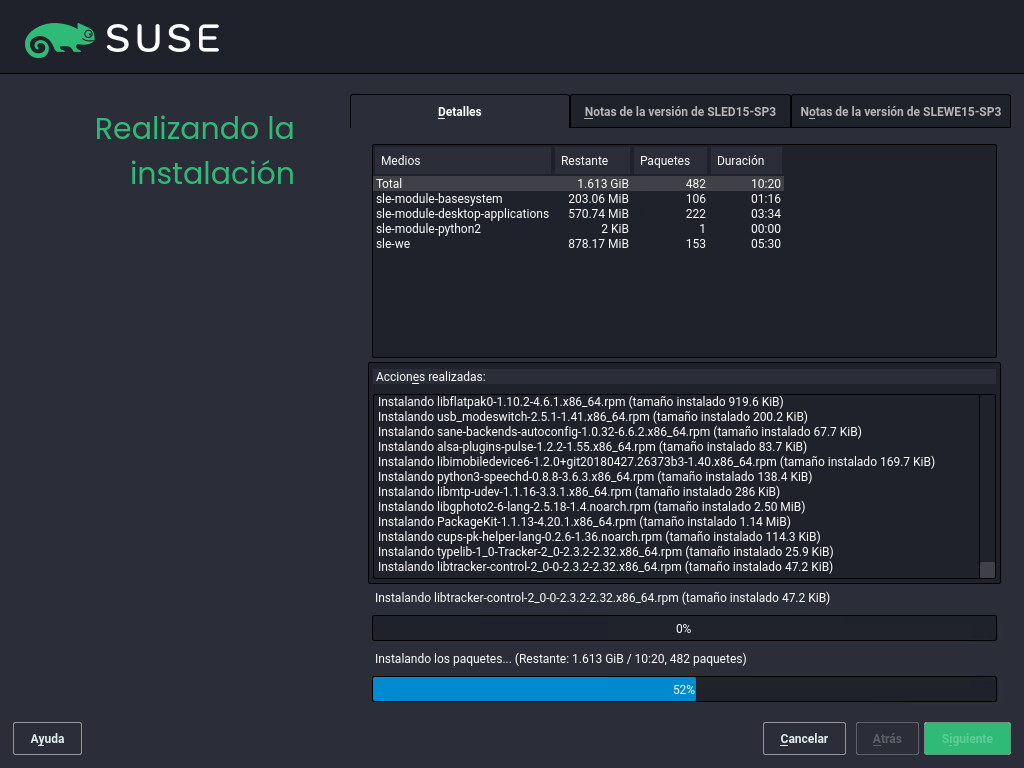 SUSE
Realizando la
instalación
Detalles
Notas de la versión de SLED15-SP3
Notas de la versión de SLEWE15-SP3
Medios Restante Paquetes Duración
Total 1.613 GiB 482 10:20
sle-module-basesystem 203.06 MiB 106 01:16
sle-module-desktop-applications 570.74 MiB 222 03:34
sle-module-python2 2 KiB 1 00:00
sle-we 878.17 MiB 153 05:30
Acciones realizadas:
Instalando libflatpak0-1.10.2-4.6.1.x86_64.rpm (tamaño instalado 919.6 KiB)
Instalando usb_modeswitch-2.5.1-1.41.x86_64.rpm (tamaño instalado 200.2 KiB)
Instalando sane-backends-autoconfig-1.0.32-6.6.2.x86_64.rpm (tamaño instalado 67.7 KiB)
Instalando alsa-plugins-pulse-1.2.2-1.55.x86_64.rpm (tamaño instalado 83.7 KiB)
Instalando libimobiledevice6-1.2.0+git20180427.26373b3-1.40.x86_64.rpm (tamaño instalado 169.7 KiB)
Instalando python3-speechd-0.8.8-3.6.3.x86_64.rpm (tamaño instalado 138.4 KiB)
Instalando libmtp-udev-1.1.16-3.3.1.x86_64.rpm (tamaño instalado 286 KiB)
Instalando libgphoto2-6-lang-2.5.18-1.4.noarch.rpm (tamaño instalado 2.50 MiB)
Instalando PackageKit-1.1.13-4.20.1.x86_64.rpm (tamaño instalado 1.14 MiB)
Instalando cups-pk-helper-lang-0.2.6-1.36.noarch.rpm (tamaño instalado 114.3 KiB)
Instalando typelib-1_0-Tracker-2_0-2.3.2-2.32.x86_64.rpm (tamaño instalado 25.9 KiB)
Instalando libtracker-control-2_0-0-2.3.2-2.32.x86_64.rpm (tamaño instalado 47.2 KiB)
Instalando libtracker-control-2_0-0-2.3.2-2.32.x86_64.rpm (tamaño instalado 47.2 KiB)
0%
Instalando los paquetes... (Restante: 1.613 GiB / 10:20, 482 paquetes)
52%
Ayuda
Cancelar
Atrás
Siguiente